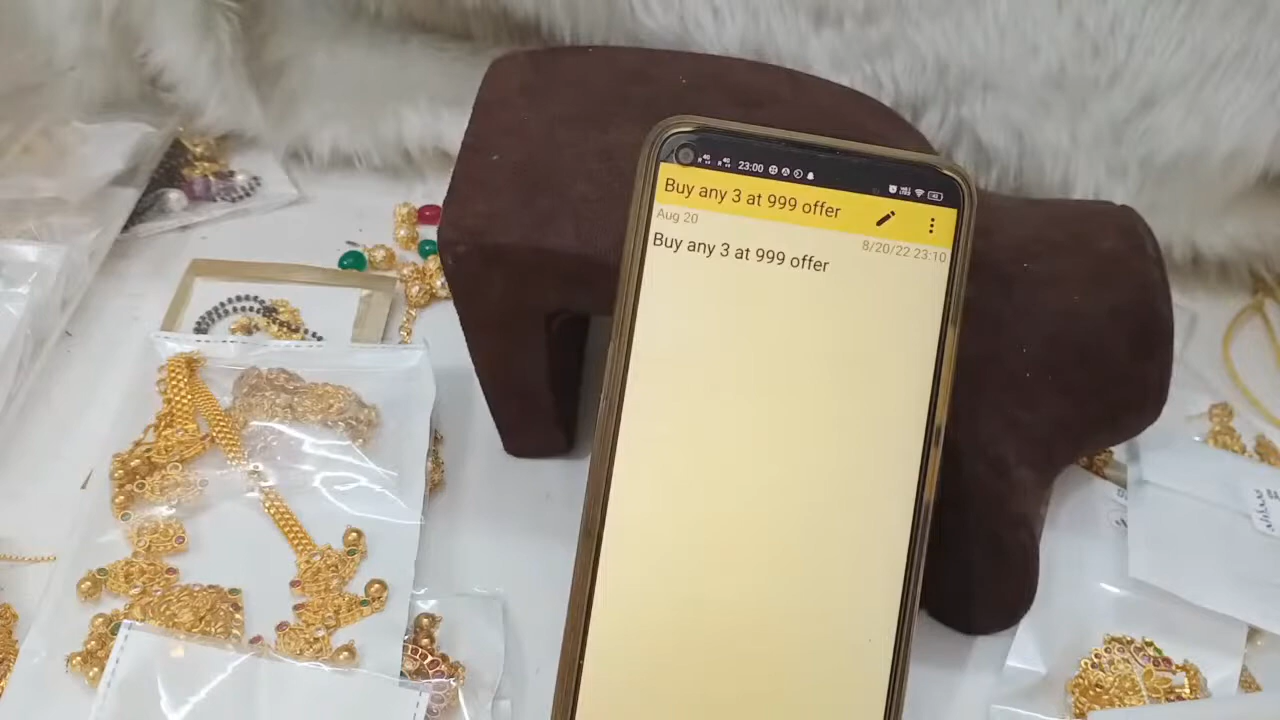 23:00
Buy any 3 at 999 offer
Aug 20
8/20/22 23:10
Buy any 3 at 999 offer